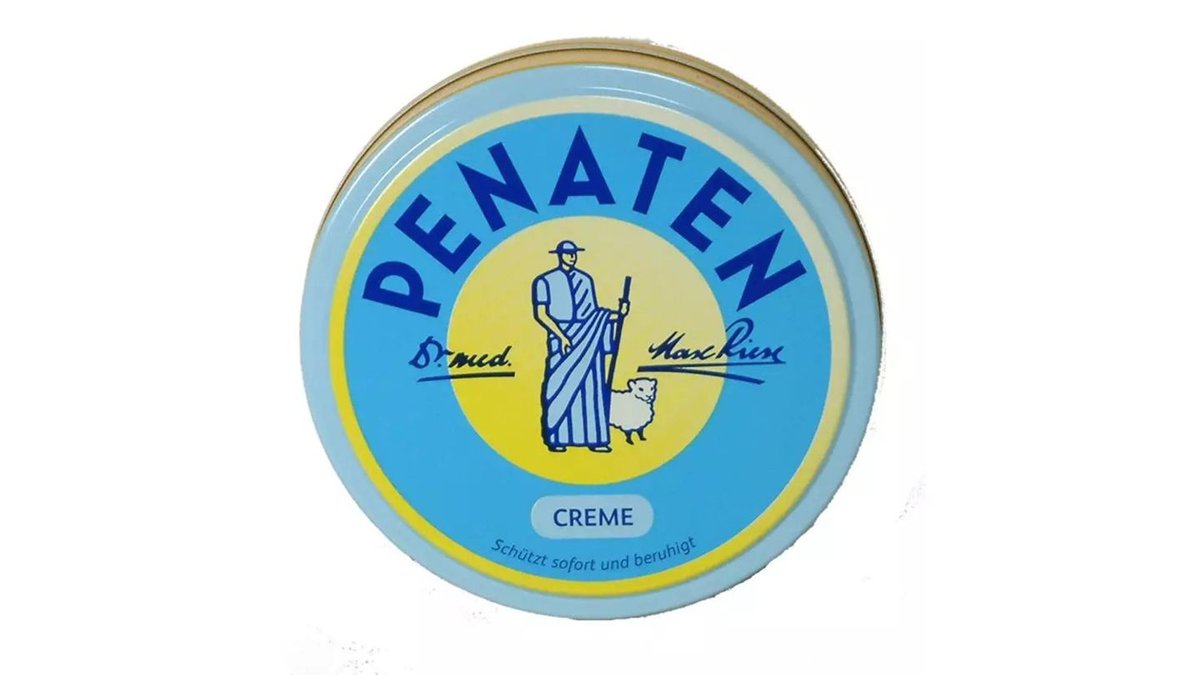 PENATEN
Dr. med. Max Riese
CREME
Schützt sofort und beruhigt